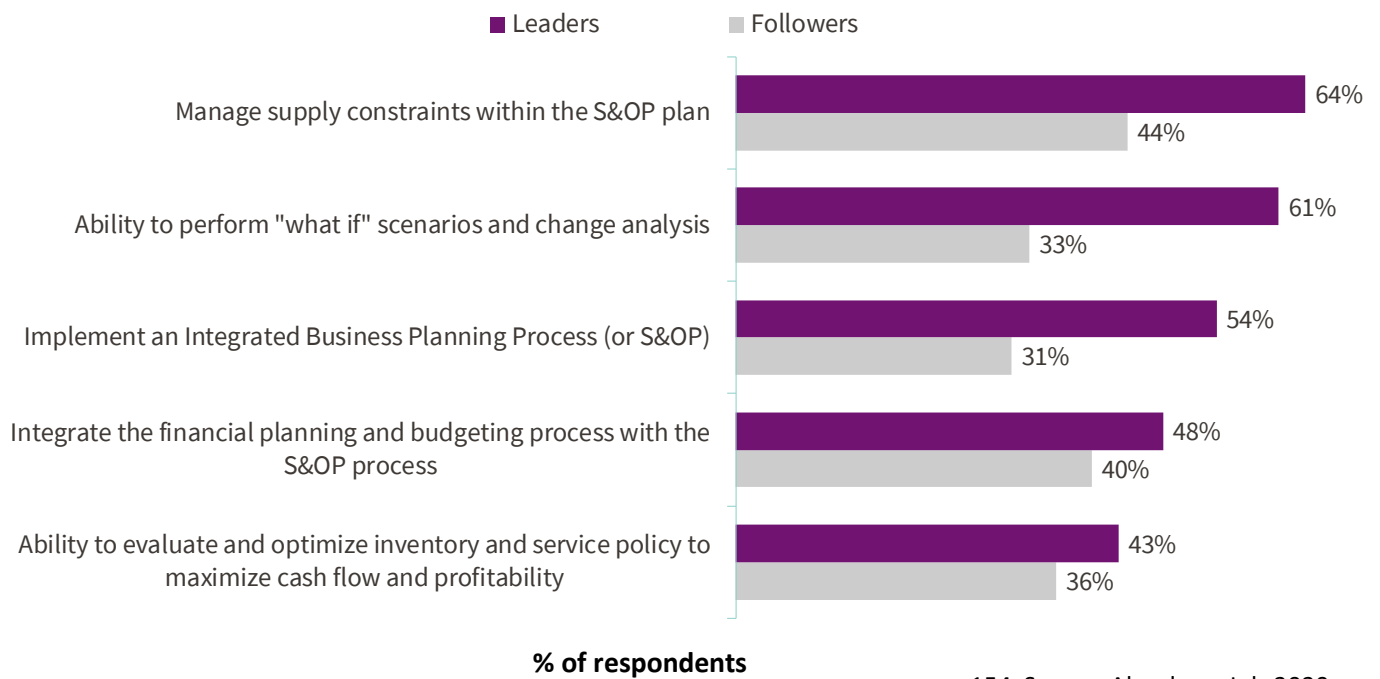 Leaders Followers
Manage supply constraints within the S&OP plan
64%
44%
Ability to perform "what if" scenarios and change analysis
61%
33%
Implement an Integrated Business Planning Process (or S&OP)
54%
31%
Integrate the financial planning and budgeting process with the
S&OP process
48%
40%
Ability to evaluate and optimize inventory and service policy to
maximize cash flow and profitability
43%
36%
% of respondents